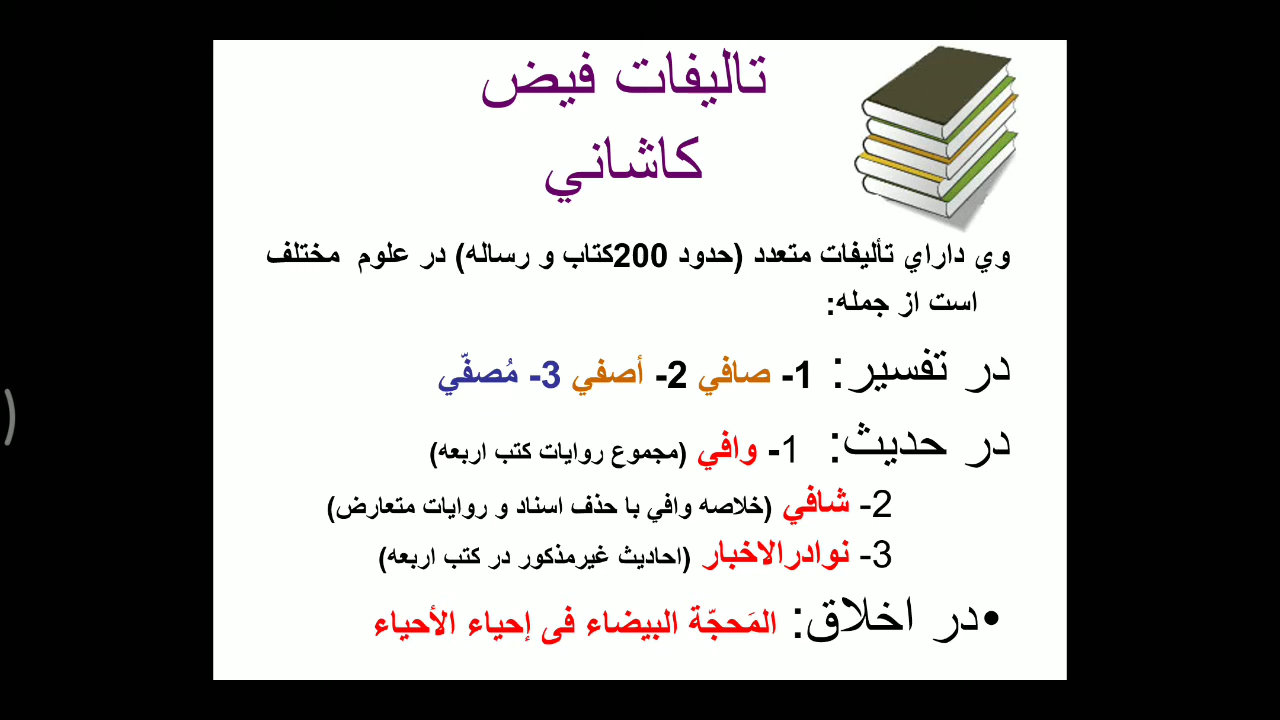 تاليفات فيض
كاشاني
وي داراي تأليفات متعدد (حدود 200كتاب و رساله) در علوم مختلف
است از جمله:
در تفسير: 1- صافي 2- أصفي 3- مُصفّي
در حديث: 1- وافي (مجموع روايات كتب اربعه)
2- شافي (خلاصه وافي با حذف اسناد و روايات متعارض)
3- نوادرالاخبار (احاديث غيرمذكور در كتب اربعه)
•در اخلاق: المَحجّة البيضاء فى إحياء الأحياء